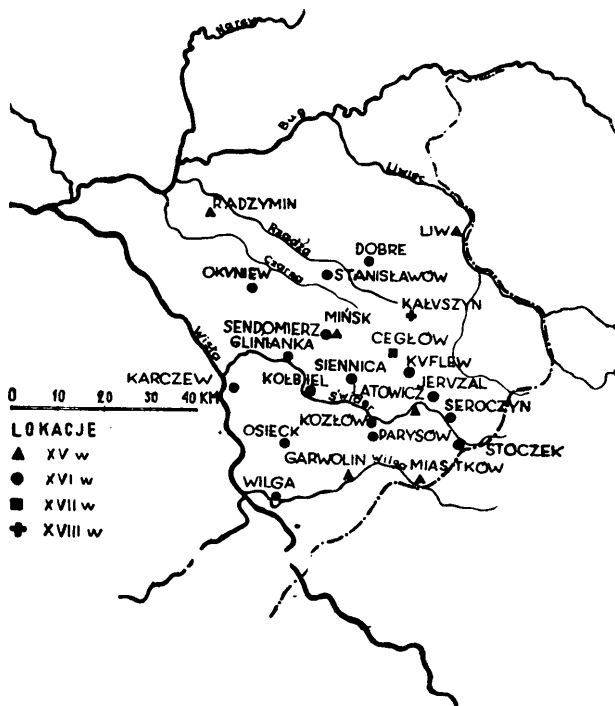 Narew
Bug
Liwiec
RADZYMIN
Rządza
LIW
DOBRE
Czarna
STANISŁAWÓW
OKVNIEW
KAŁVSZYN
Wisła
MIŃSK
SENDOMIERZ
CEGŁÓW
GLINIANKA
KVFLEW
SIENNICA
KARCZEW
KOŁBIEL
LATOWICZ
JERVZAL
Świder
0 10 20 30 40 KM
SEROCZYN
KOZŁÓW
LOKACJE
OSIECK
PARYSÓW
STOCZEK
XV w
GARWOLIN
Wilga
MIASTKÓW
XVI w
WILGA
XVII w
XVIII w